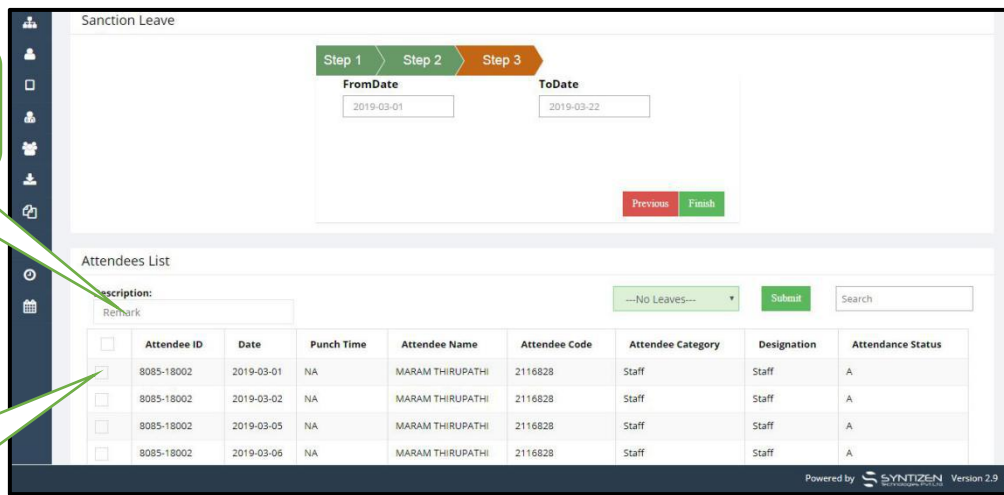 Sanction Leave
Step 1 Step 2 Step 3
FromDate ToDate
2019-03-01 2019-03-22
Previous Finish
Attendees List
Description:
Remark
---No Leaves--- Submit Search
Attendee ID Date Punch Time Attendee Name Attendee Code Attendee Category Designation Attendance Status
8085-18002 2019-03-01 NA MARAM THIRUPATHI 2116828 Staff Staff A
8085-18002 2019-03-02 NA MARAM THIRUPATHI 2116828 Staff Staff A
8085-18002 2019-03-05 NA MARAM THIRUPATHI 2116828 Staff Staff A
8085-18002 2019-03-06 NA MARAM THIRUPATHI 2116828 Staff Staff A
Powered by SYNTIZEN Technologies Pvt Ltd Version 2.9